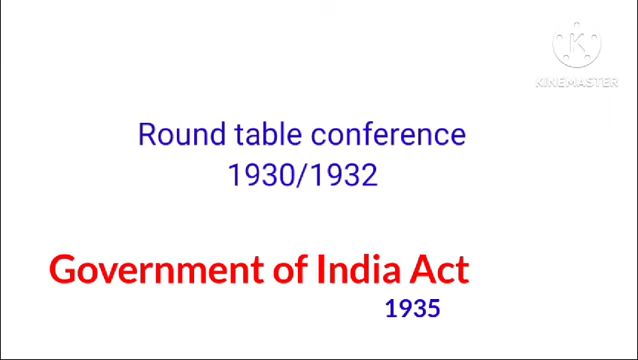 KINEMASTER
Round table conference
1930/1932
Government of India Act
1935